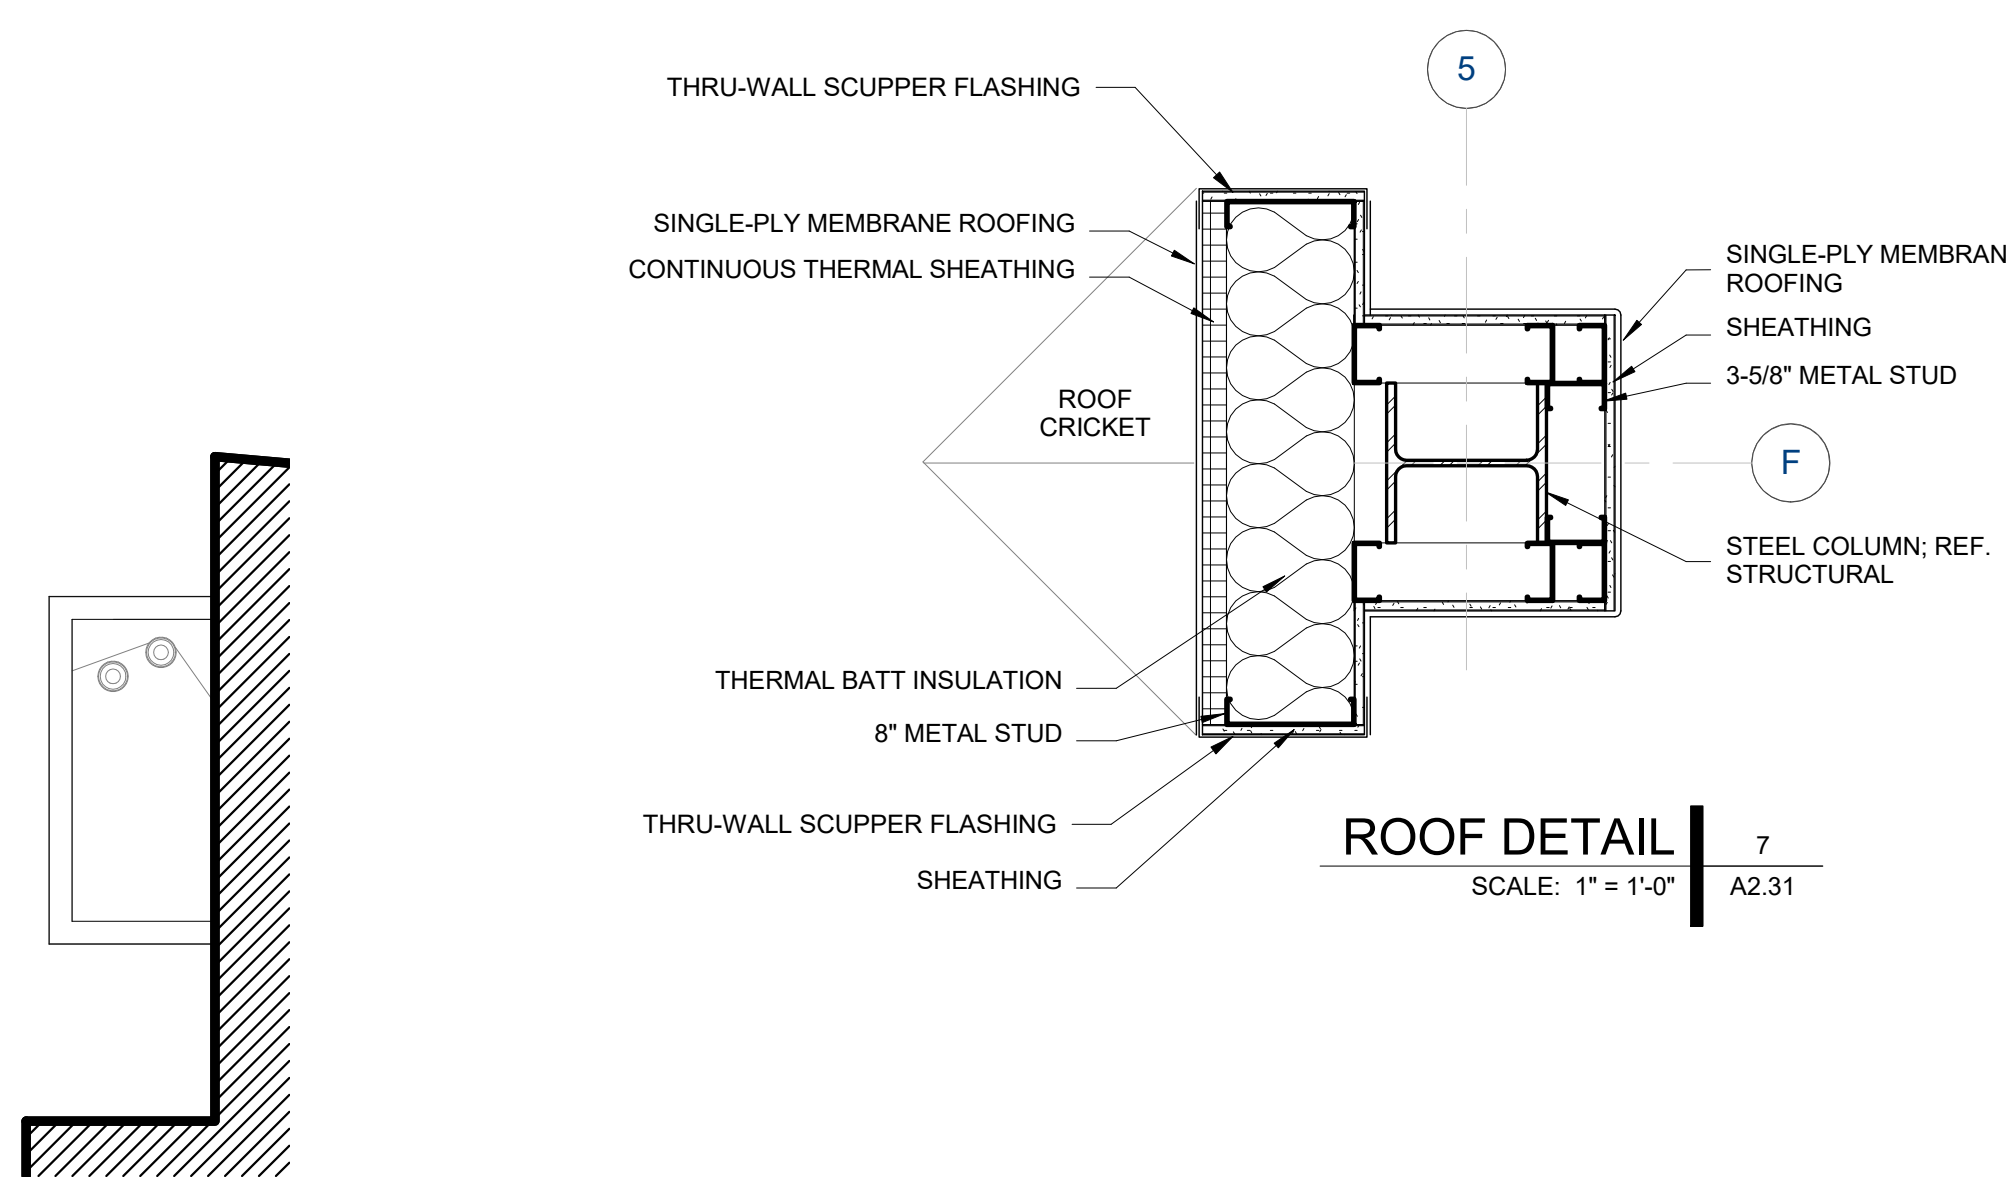 5
THRU-WALL SCUPPER FLASHING
SINGLE-PLY MEMBRANE ROOFING
CONTINUOUS THERMAL SHEATHING
SINGLE-PLY MEMBRAN
ROOFING
SHEATHING
3-5/8" METAL STUD
ROOF
CRICKET
F
STEEL COLUMN; REF.
STRUCTURAL
THERMAL BATT INSULATION
8" METAL STUD
THRU-WALL SCUPPER FLASHING
SHEATHING
ROOF DETAIL 7
SCALE: 1" = 1'-0" A2.31